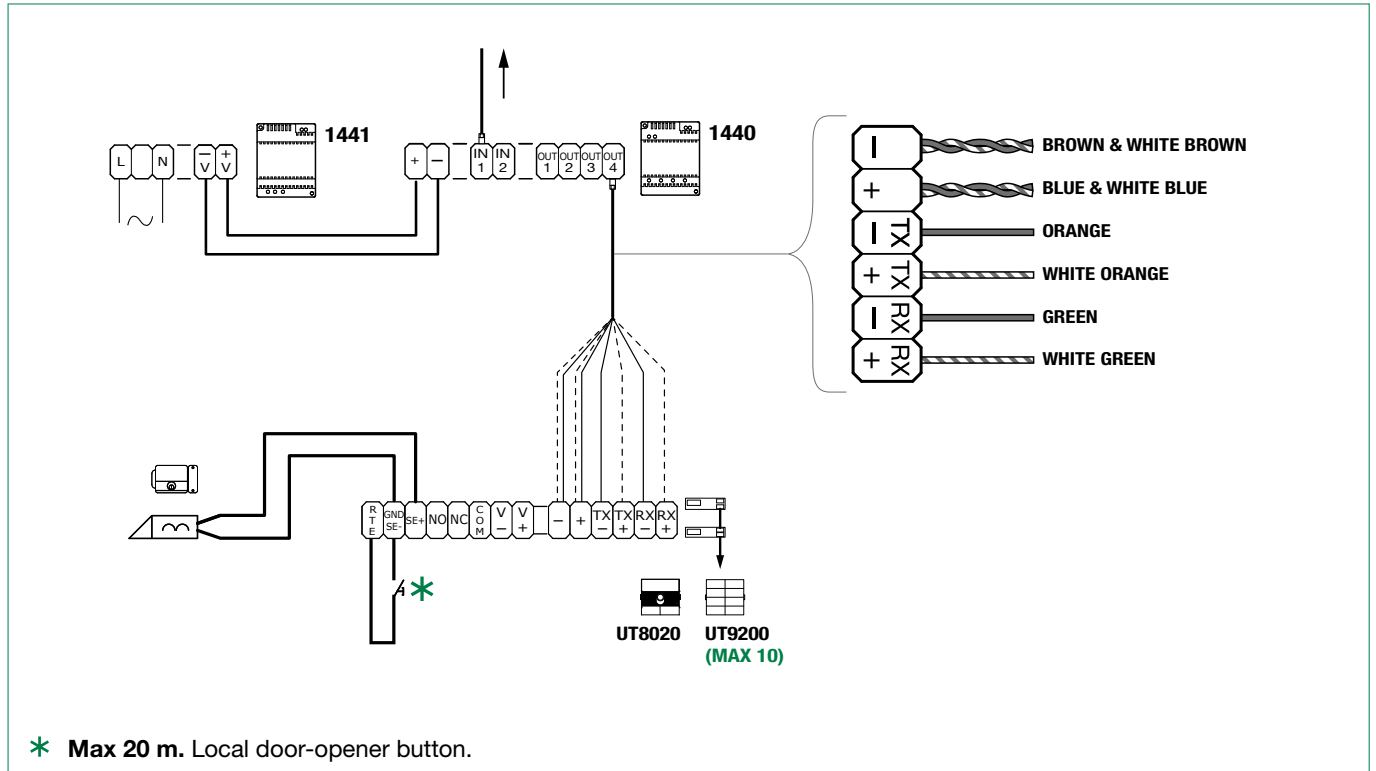 1441
1440
L N − V + V
+ − IN 1 IN 2 OUT 1 OUT 2 OUT 3 OUT 4
− BROWN & WHITE BROWN
+ BLUE & WHITE BLUE
− TX ORANGE
+ TX WHITE ORANGE
− RX GREEN
+ RX WHITE GREEN
RTE GND SE- SE+ NO NC COM V − V + − + TX − TX + RX − RX +
*
UT8020 UT9200
(MAX 10)
* Max 20 m. Local door-opener button.